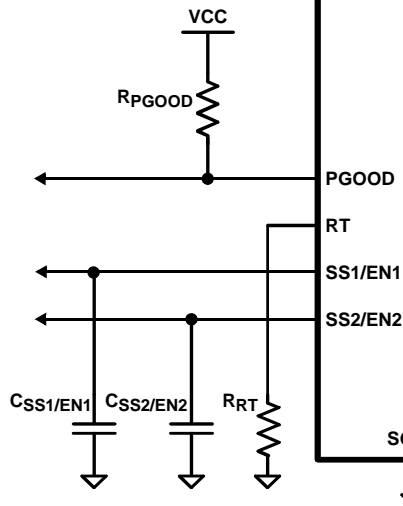 VCC
RPGOOD
PGOOD
RT
SS1/EN1
SS2/EN2
CSS1/EN1 CSS2/EN2 RRT